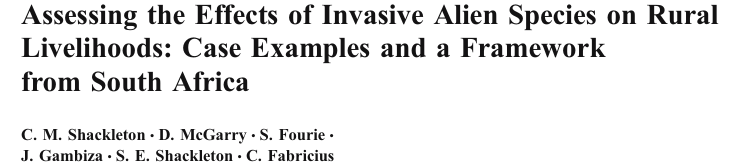 Assessing the Effects of Invasive Alien Species on Rural
Livelihoods: Case Examples and a Framework
from South Africa
C. M. Shackleton · D. McGarry · S. Fourie ·
J. Gambiza · S. E. Shackleton · C. Fabricius